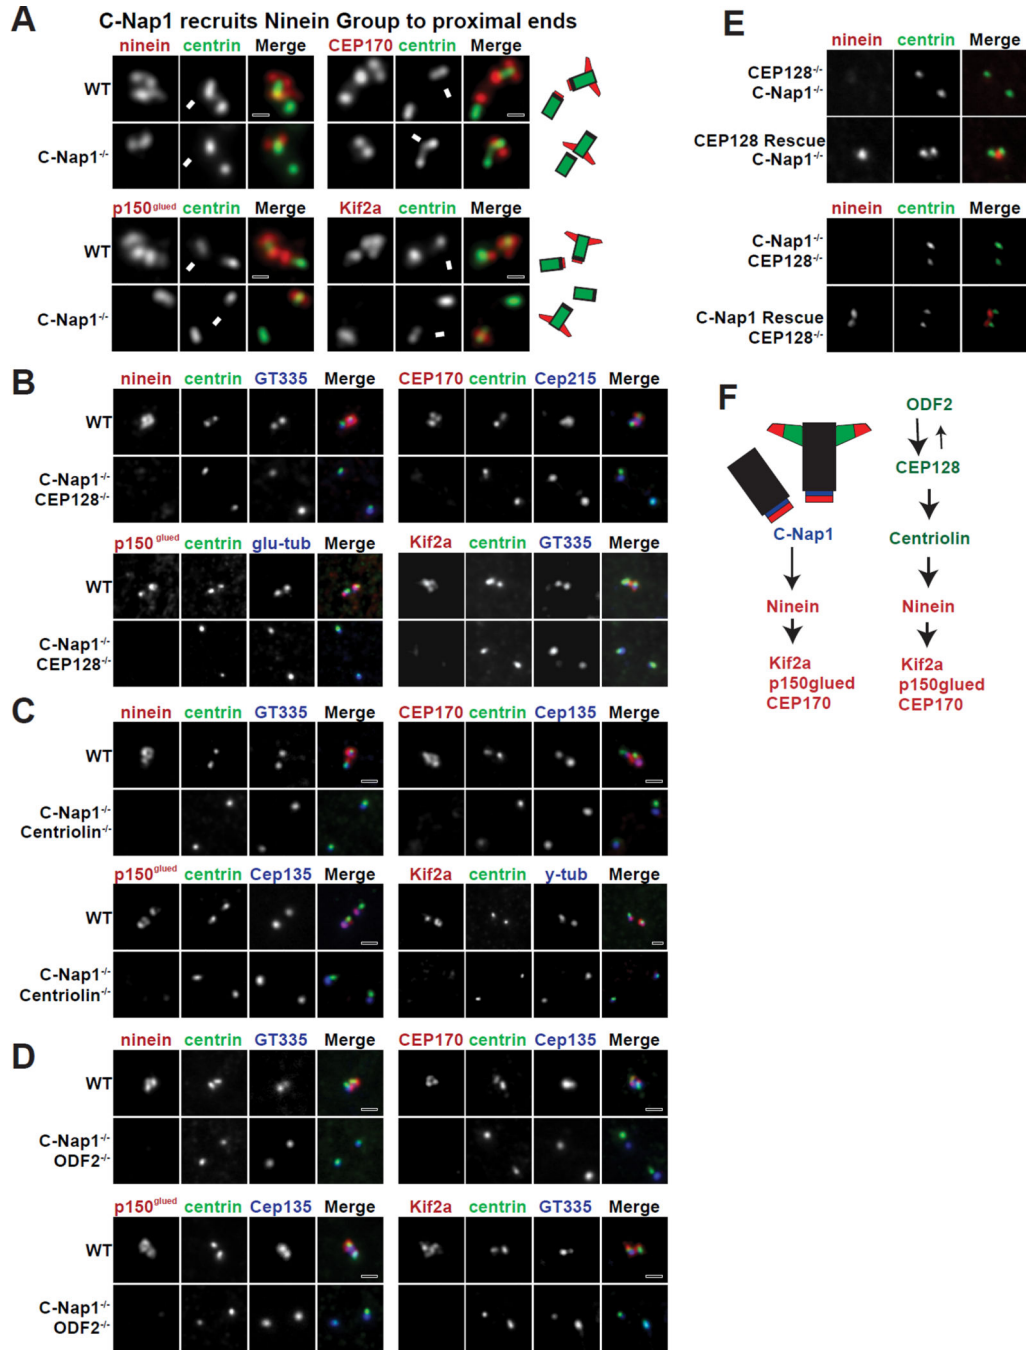 A
C-Nap1 recruits Ninein Group to proximal ends
ninein centrin Merge CEP170 centrin Merge
WT
C-Nap1-/-
p150glued centrin Merge Kif2a centrin Merge
WT
C-Nap1-/-
B
ninein centrin GT335 Merge CEP170 centrin Cep215 Merge
WT
C-Nap1-/-
CEP128-/-
p150glued centrin glu-tub Merge Kif2a centrin GT335 Merge
WT
C-Nap1-/-
CEP128-/-
C
ninein centrin GT335 Merge CEP170 centrin Cep135 Merge
WT
C-Nap1-/-
Centriolin-/-
p150glued centrin Cep135 Merge Kif2a centrin y-tub Merge
WT
C-Nap1-/-
Centriolin-/-
D
ninein centrin GT335 Merge CEP170 centrin Cep135 Merge
WT
C-Nap1-/-
ODF2-/-
p150glued centrin Cep135 Merge Kif2a centrin GT335 Merge
WT
C-Nap1-/-
ODF2-/-
E
ninein centrin Merge
CEP128-/-
C-Nap1-/-
CEP128 Rescue
C-Nap1-/-
ninein centrin Merge
C-Nap1-/-
CEP128-/-
C-Nap1 Rescue
CEP128-/-
F
C-Nap1
Ninein
Kif2a
p150glued
CEP170
ODF2
CEP128
Centriolin
Ninein
Kif2a
p150glued
CEP170